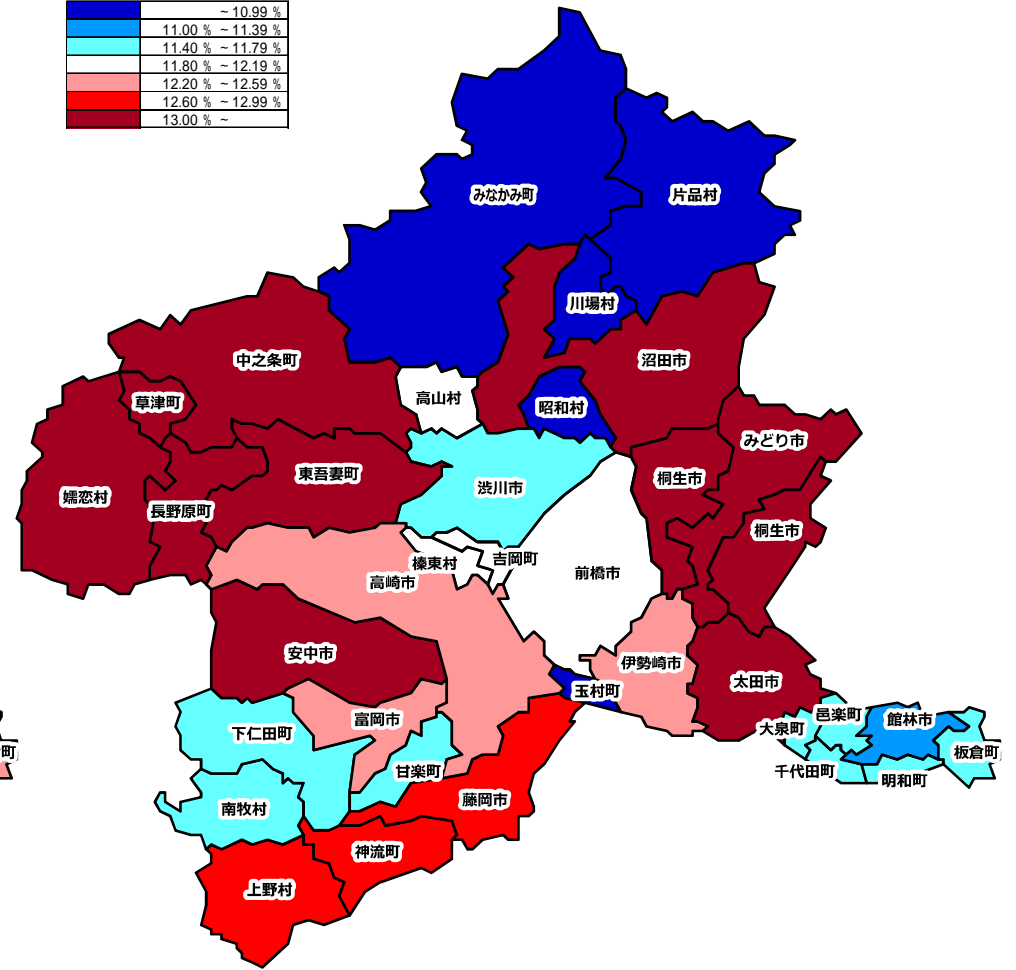 ~ 10.99 %
11.00 % ~ 11.39 %
11.40 % ~ 11.79 %
11.80 % ~ 12.19 %
12.20 % ~ 12.59 %
12.60 % ~ 12.99 %
13.00 % ~
みなかみ町
片品村
川場村
中之条町
沼田市
高山村
草津町
昭和村
みどり市
東吾妻町
桐生市
渋川市
嬬恋村
長野原町
桐生市
吉岡町
榛東村
前橋市
高崎市
安中市
伊勢崎市
太田市
玉村町
富岡市
邑楽町
館林市
下仁田町
大泉町
町
板倉町
甘楽町
千代田町
明和町
藤岡市
南牧村
神流町
上野村